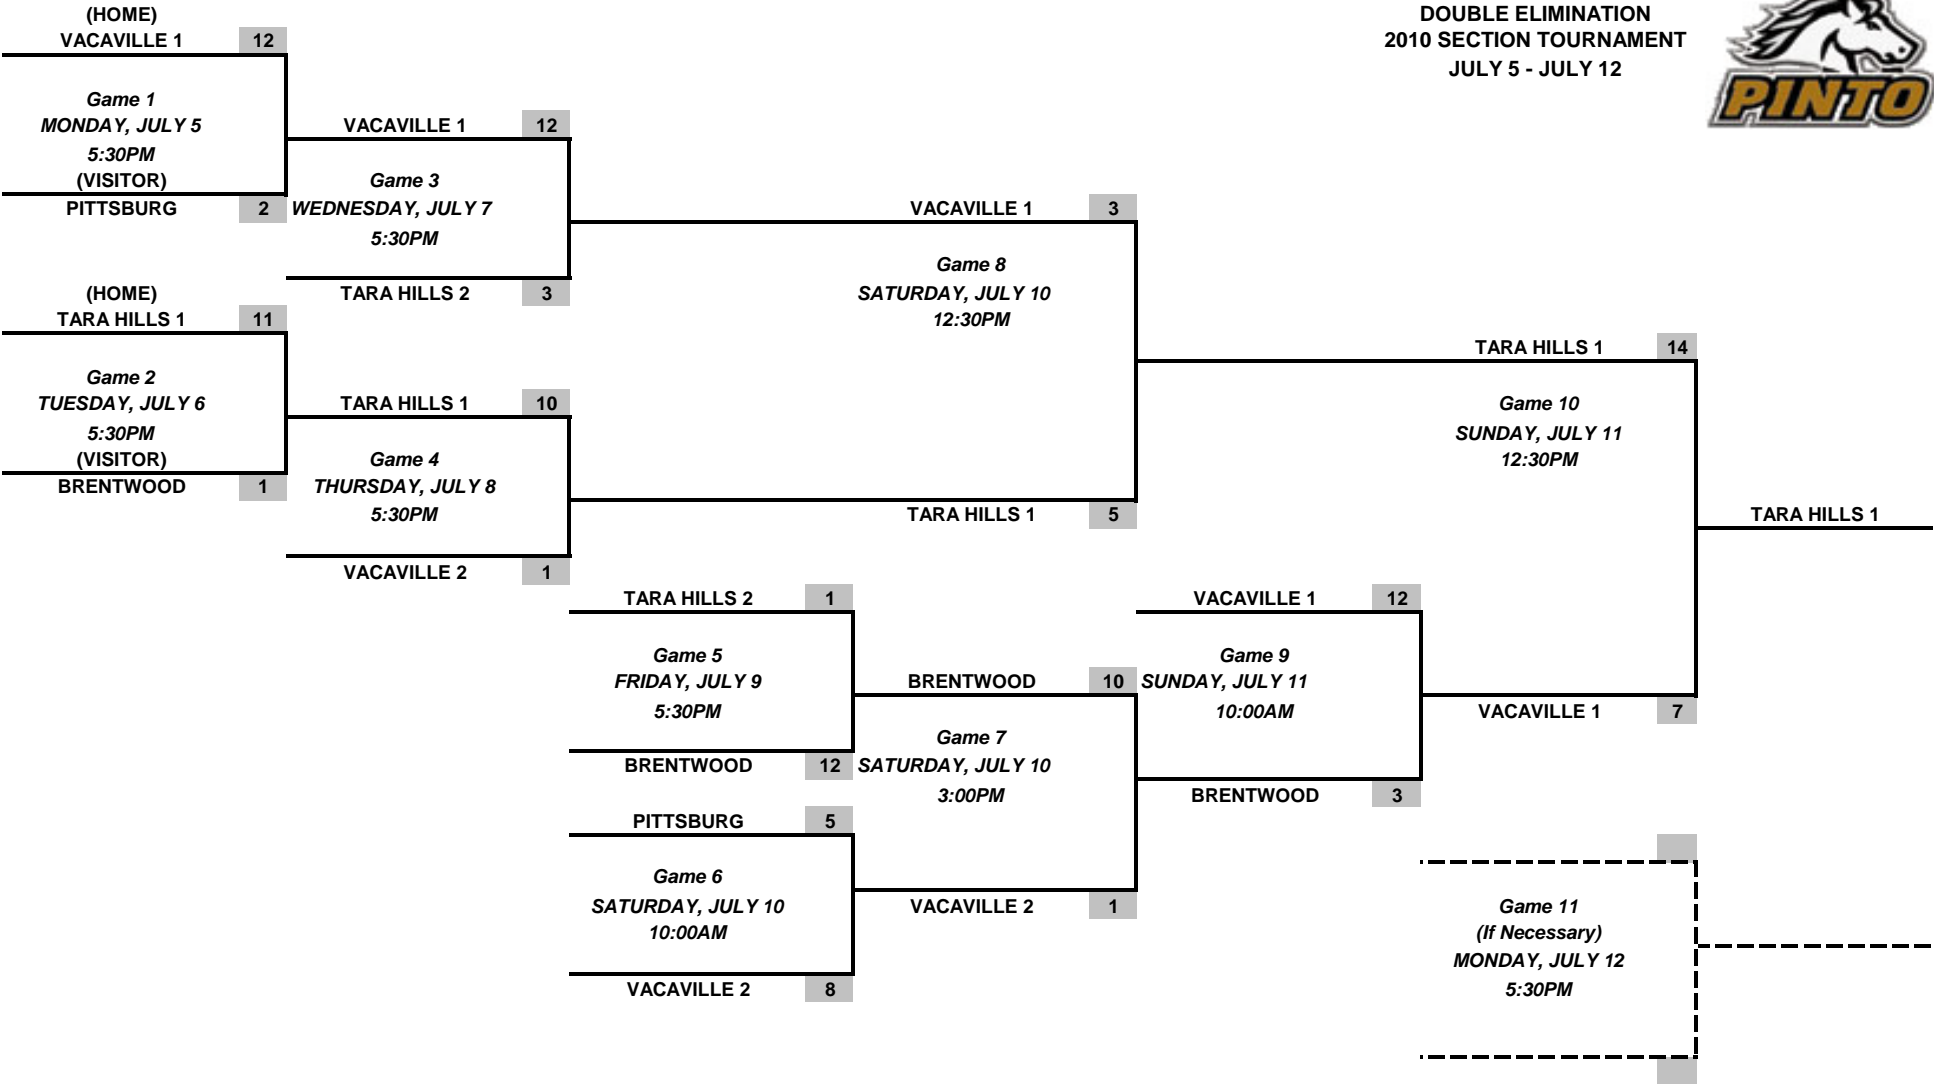 DOUBLE ELIMINATION
2010 SECTION TOURNAMENT
JULY 5 - JULY 12
PINTO
(HOME)
VACAVILLE 1 12
Game 1
MONDAY, JULY 5
5:30PM
(VISITOR)
PITTSBURG 2
(HOME)
TARA HILLS 1 11
Game 2
TUESDAY, JULY 6
5:30PM
(VISITOR)
BRENTWOOD 1
VACAVILLE 1 12
Game 3
WEDNESDAY, JULY 7
5:30PM
TARA HILLS 2 3
TARA HILLS 1 10
Game 4
THURSDAY, JULY 8
5:30PM
VACAVILLE 2 1
TARA HILLS 2 1
Game 5
FRIDAY, JULY 9
5:30PM
BRENTWOOD 12
PITTSBURG 5
Game 6
SATURDAY, JULY 10
10:00AM
VACAVILLE 2 8
VACAVILLE 1 3
Game 8
SATURDAY, JULY 10
12:30PM
TARA HILLS 1 5
BRENTWOOD 10
Game 7
SATURDAY, JULY 10
3:00PM
VACAVILLE 2 1
VACAVILLE 1 12
Game 9
SUNDAY, JULY 11
10:00AM
BRENTWOOD 3
TARA HILLS 1 14
Game 10
SUNDAY, JULY 11
12:30PM
VACAVILLE 1 7
TARA HILLS 1
Game 11
(If Necessary)
MONDAY, JULY 12
5:30PM